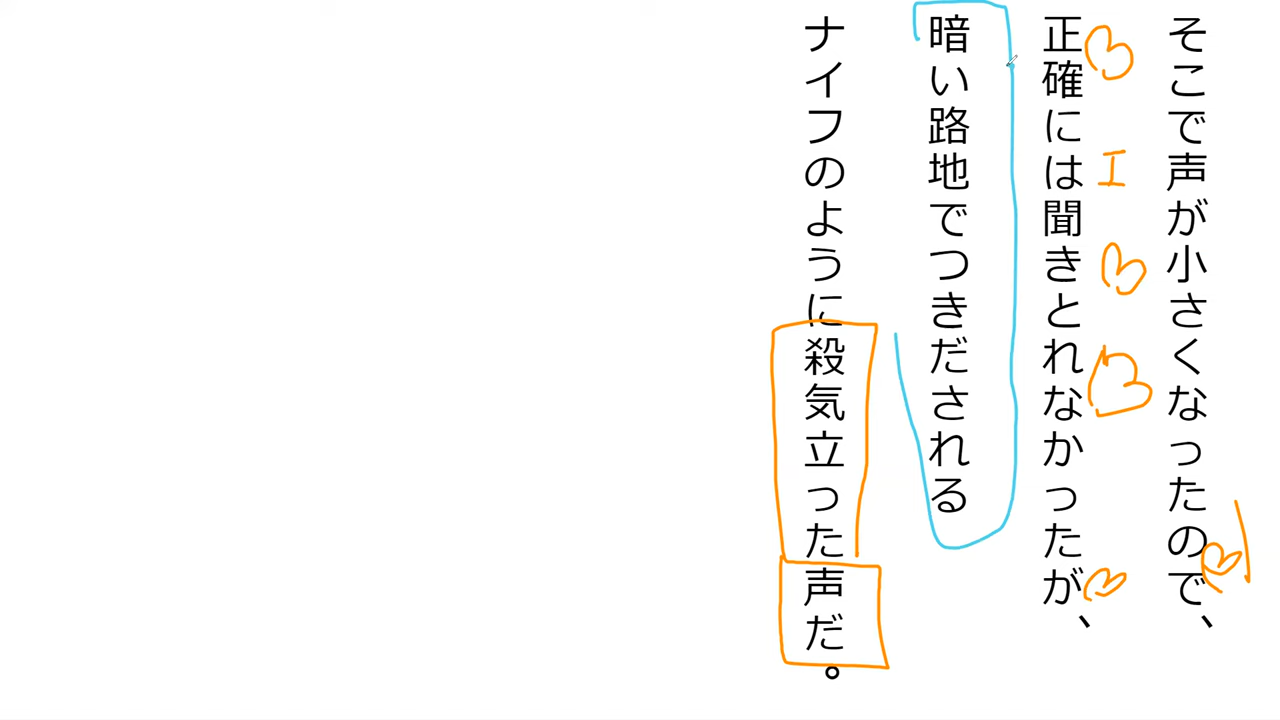 そこで声が小さくなったので、
正確には聞きとれなかったが、
暗い路地でつきだされる
ナイフのように殺気立った声だ。